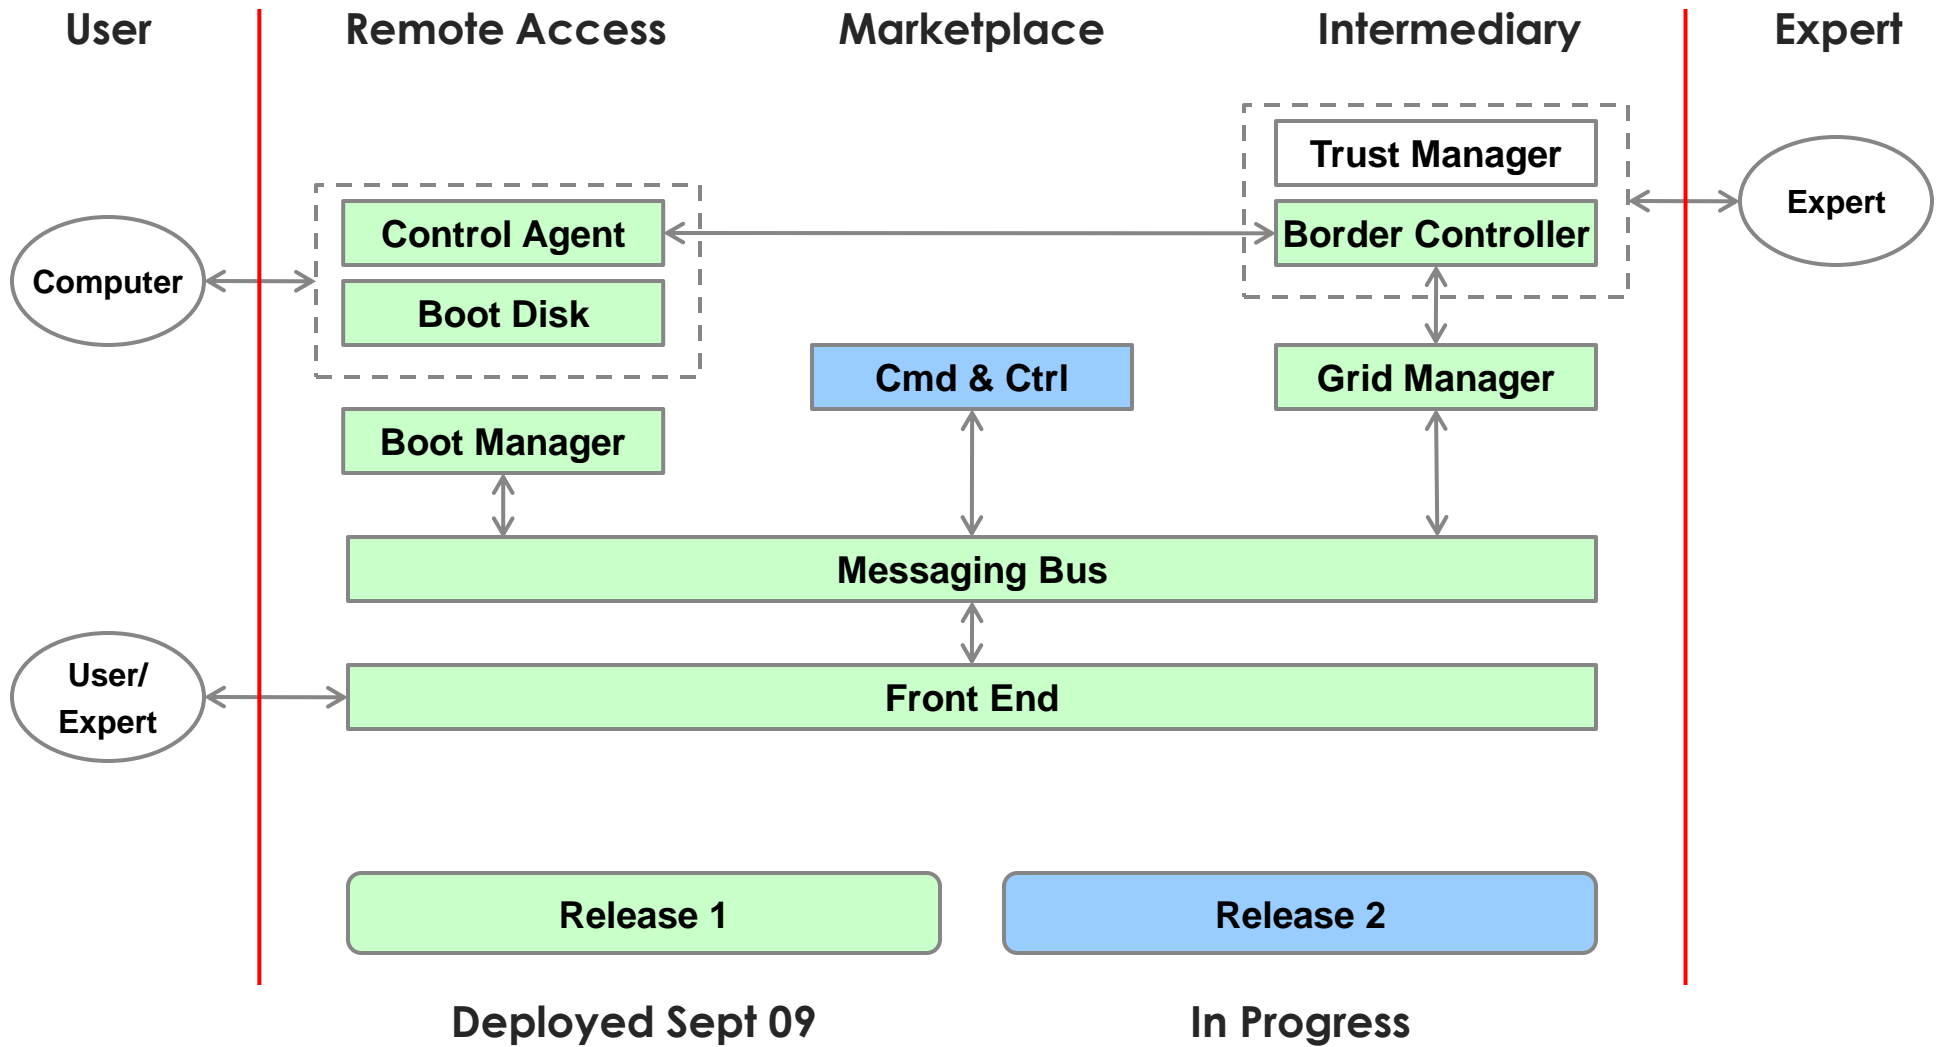 User
Remote Access
Marketplace
Intermediary
Expert
Trust Manager
Control Agent
Border Controller
Expert
Computer
Boot Disk
Cmd & Ctrl
Grid Manager
Boot Manager
Messaging Bus
User/
Expert
Front End
Release 1
Release 2
Deployed Sept 09
In Progress